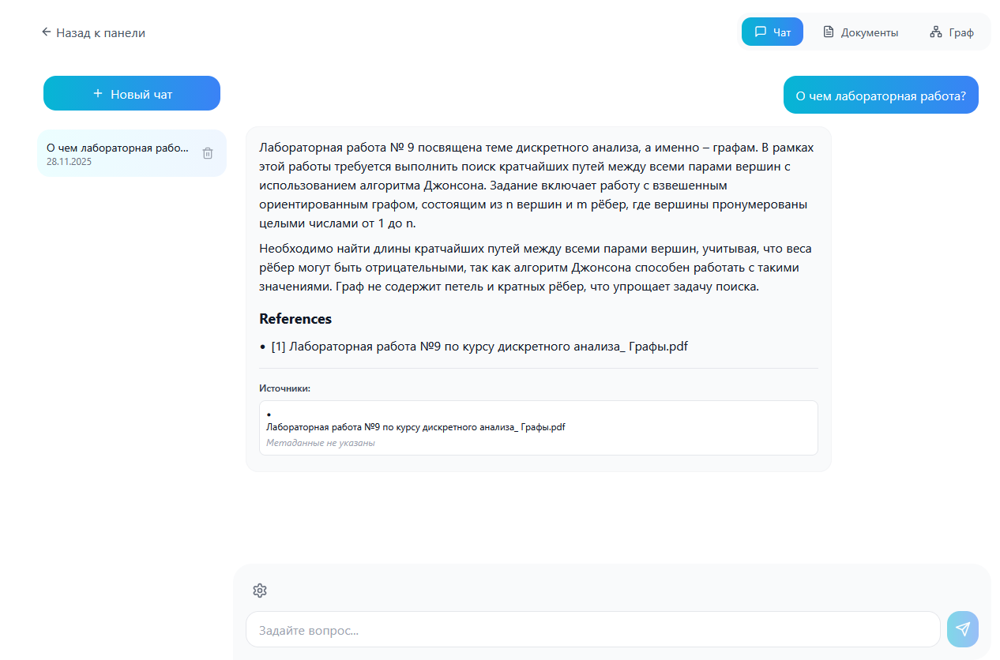 Назад к панели
Чат
Документы
Граф
+ Новый чат
О чем лабораторная рабо...
28.11.2025
О чем лабораторная работа?
Лабораторная работа № 9 посвящена теме дискретного анализа, а именно – графам. В рамках
этой работы требуется выполнить поиск кратчайших путей между всеми парами вершин с
использованием алгоритма Джонсона. Задание включает работу с взвешенным
ориентированным графом, состоящим из n вершин и m рёбер, где вершины пронумерованы
целыми числами от 1 до n.
Необходимо найти длины кратчайших путей между всеми парами вершин, учитывая, что веса
рёбер могут быть отрицательными, так как алгоритм Джонсона способен работать с такими
значениями. Граф не содержит петель и кратных рёбер, что упрощает задачу поиска.
References
• [1] Лабораторная работа №9 по курсу дискретного анализа_ Графы.pdf
Источники:
•
Лабораторная работа №9 по курсу дискретного анализа_ Графы.pdf
Метаданные не указаны
Задайте вопрос...